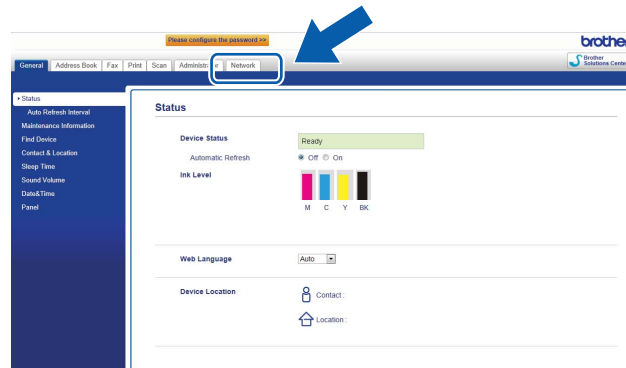 Please configure the password >>
brother
General Address Book Fax Print Scan Administrator Network
Brother
Solutions Center
Status
Auto Refresh Interval
Maintenance Information
Find Device
Contact & Location
Sleep Time
Sound Volume
Date&Time
Panel
Status
Device Status
Ready
Automatic Refresh
Off On
Ink Level
M C Y BK
Web Language
Auto
Device Location
Contact :
Location :